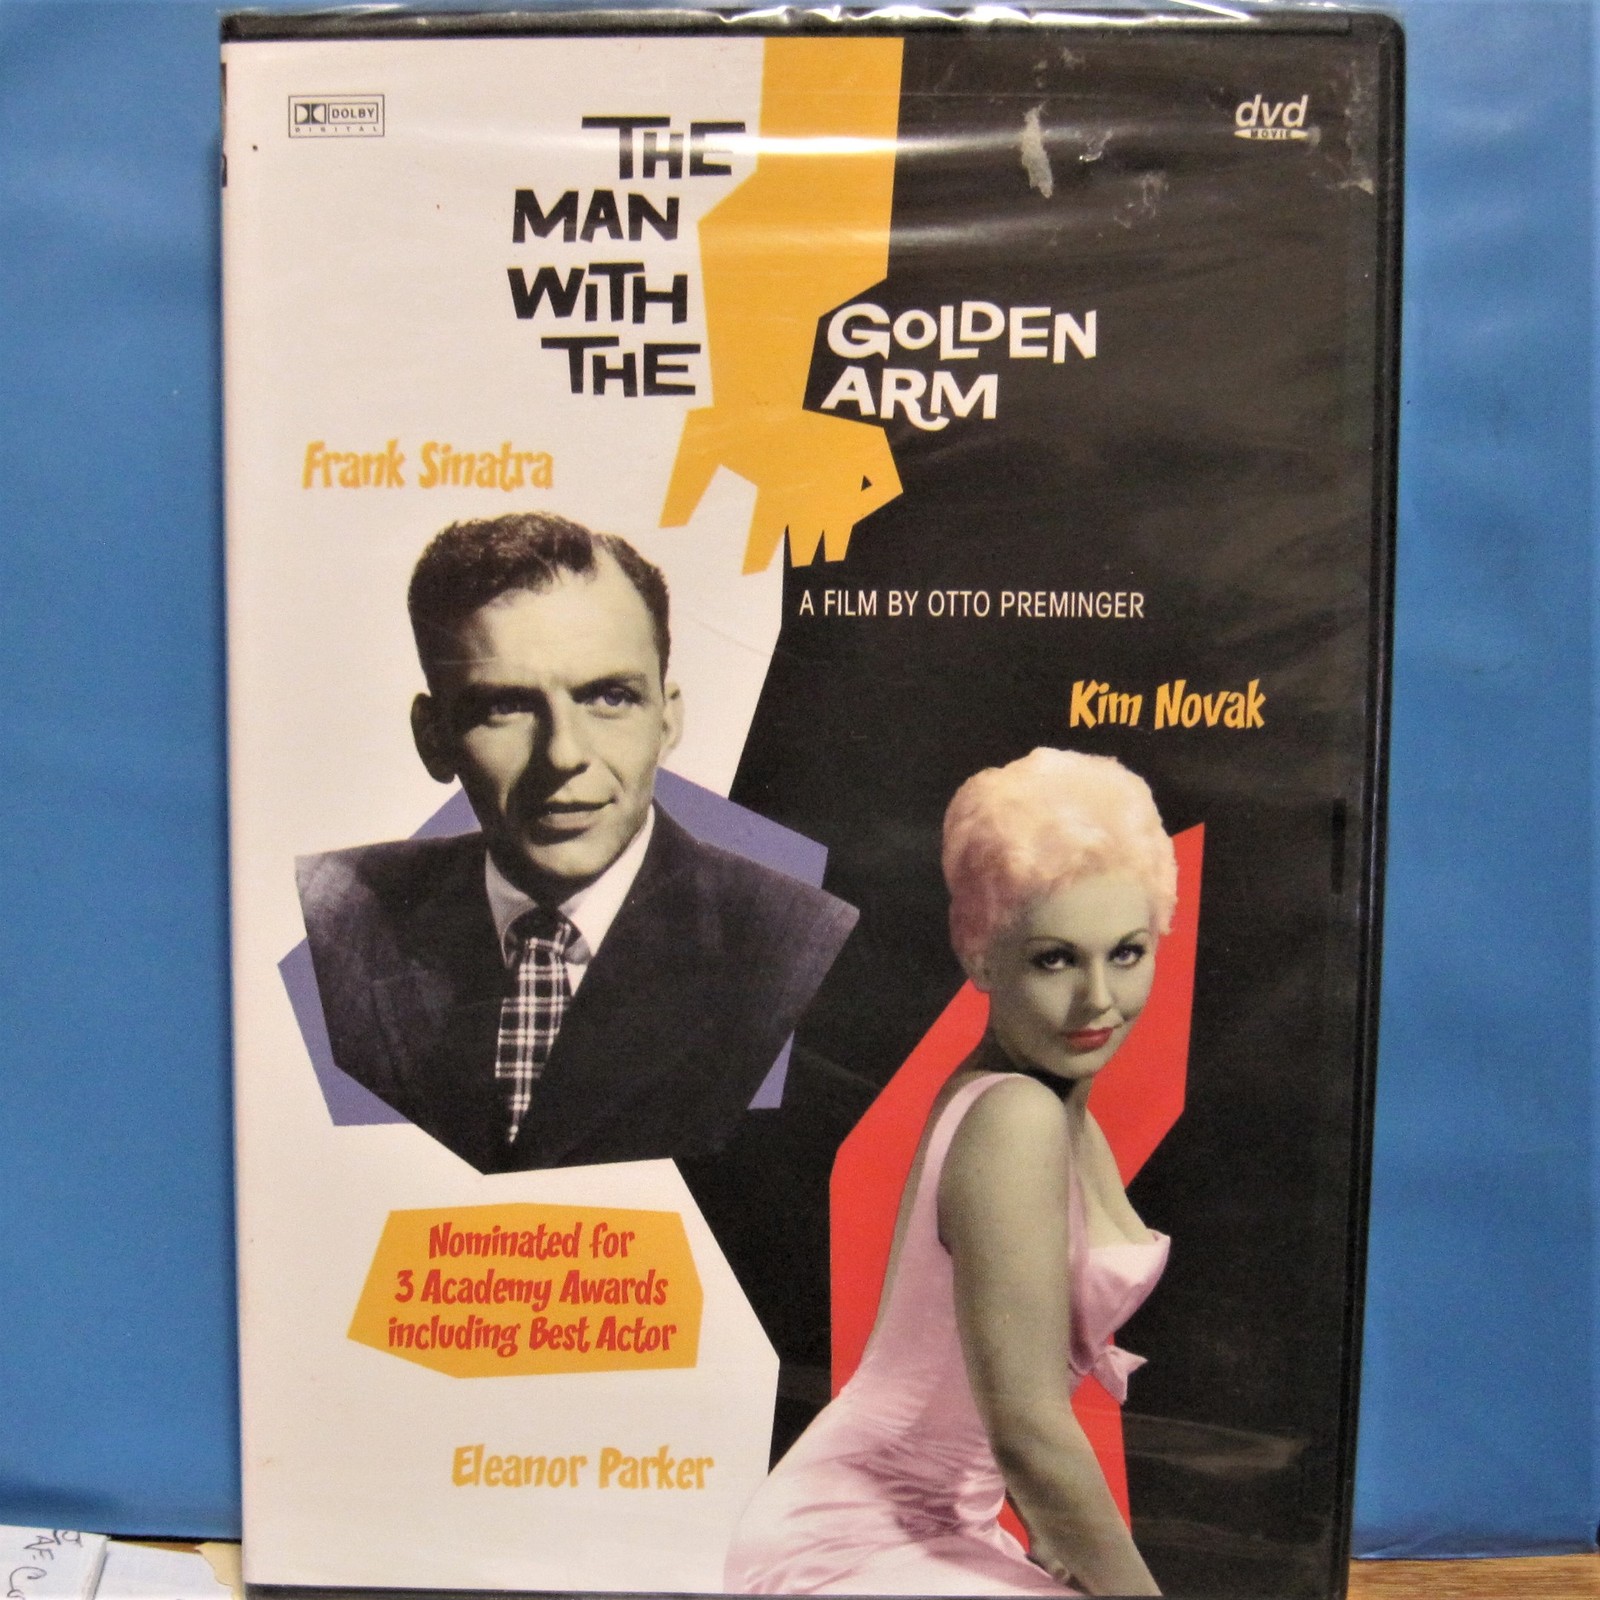 DOLBY
DIGITAL
dvd
MOVIE
THE
MAN
WiTH
THE
GOLDEN
ARM
Frank Sinatra
A FILM BY OTTO PREMINGER
Kim Novak
Nominated for
3 Academy Awards
including Best Actor
Eleanor Parker